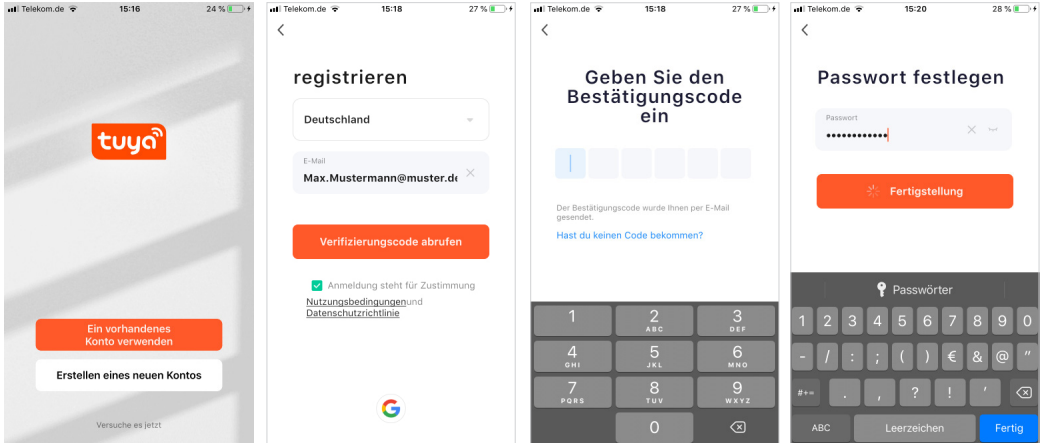 Telekom.de 15:16 24 %
tuya
Ein vorhandenes
Konto verwenden
Erstellen eines neuen Kontos
Versuche es jetzt
Telekom.de 15:18 27 %
registrieren
Deutschland
E-Mail
Max.Mustermann@muster.de
Verifizierungscode abrufen
Anmeldung steht für Zustimmung
Nutzungsbedingungenund
Datenschutzrichtlinie
G
Telekom.de 15:18 27 %
Geben Sie den
Bestätigungscode
ein
Der Bestätigungscode wurde Ihnen per E-Mail
gesendet.
Hast du keinen Code bekommen?
1 2 3
ABC DEF
4 5 6
GHI JKL MNO
7 8 9
PQRS TUV WXYZ
0
Telekom.de 15:20 28 %
Passwort festlegen
Passwort
••••••••••••
Fertigstellung
Passwörter
1 2 3 4 5 6 7 8 9 0
- / : ; ( ) € & @ "
#+= . , ? ! '
ABC Leerzeichen Fertig